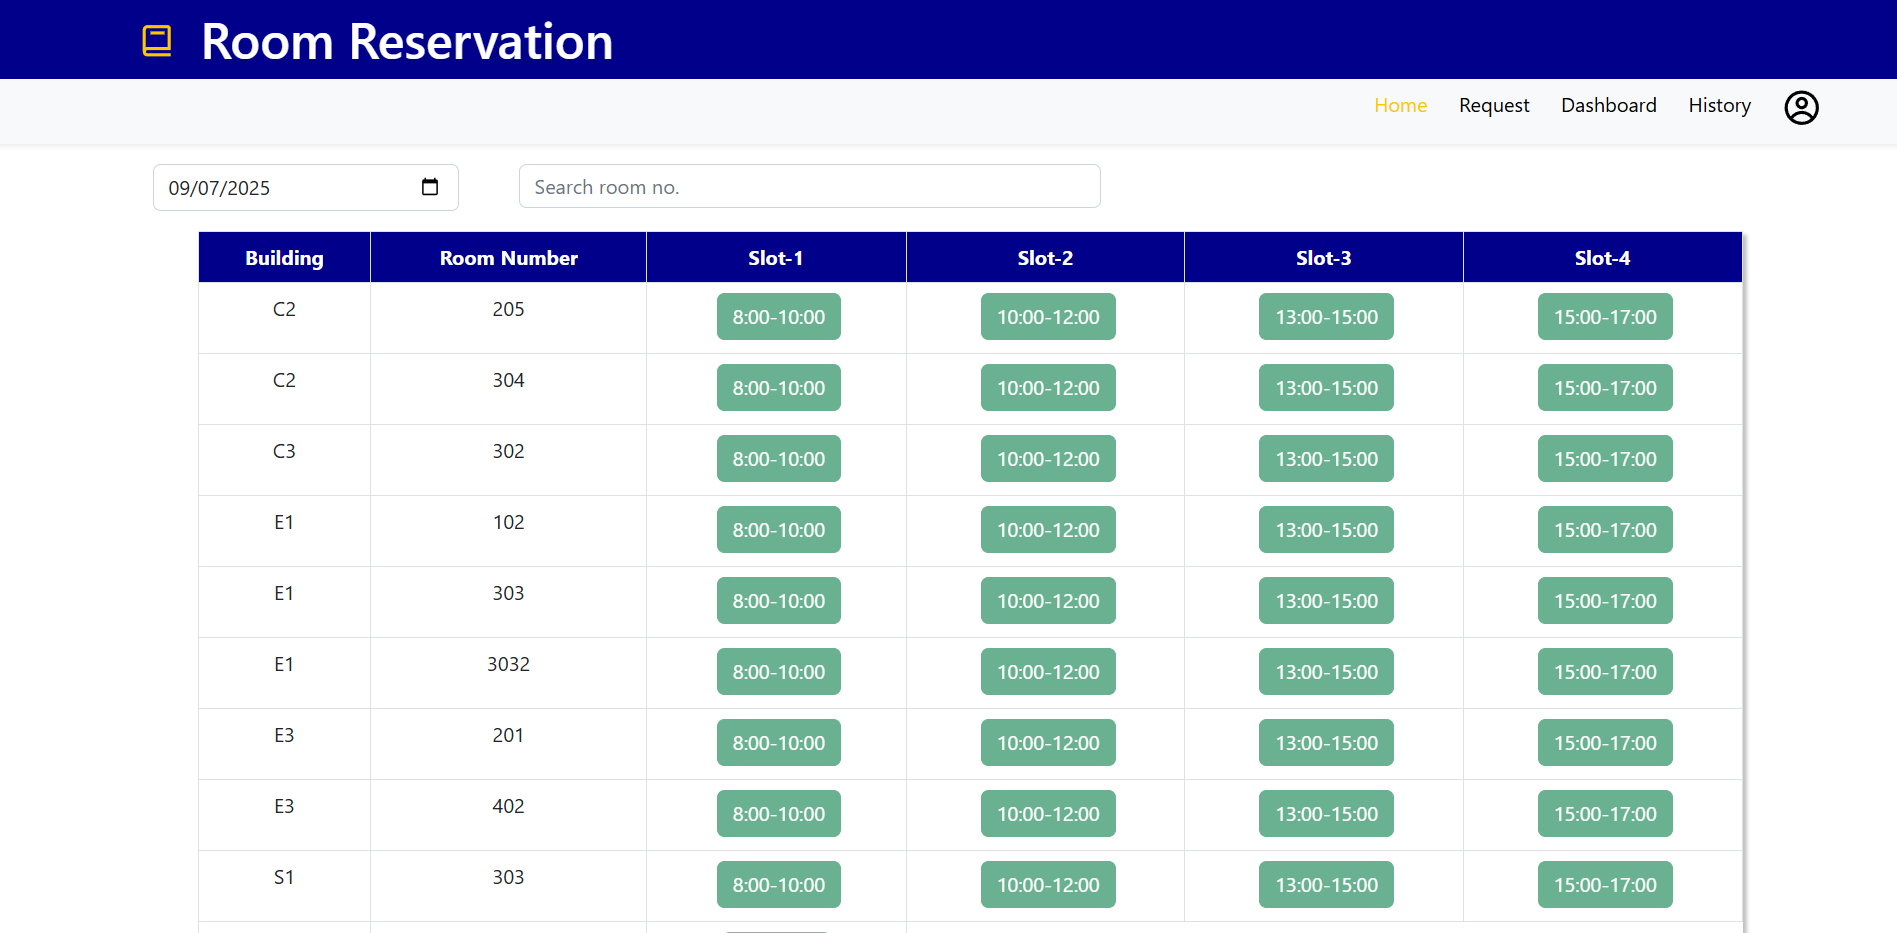 Room Reservation
Home Request Dashboard History
09/07/2025 Search room no.
Building Room Number Slot-1 Slot-2 Slot-3 Slot-4
C2 205 8:00-10:00 10:00-12:00 13:00-15:00 15:00-17:00
C2 304 8:00-10:00 10:00-12:00 13:00-15:00 15:00-17:00
C3 302 8:00-10:00 10:00-12:00 13:00-15:00 15:00-17:00
E1 102 8:00-10:00 10:00-12:00 13:00-15:00 15:00-17:00
E1 303 8:00-10:00 10:00-12:00 13:00-15:00 15:00-17:00
E1 3032 8:00-10:00 10:00-12:00 13:00-15:00 15:00-17:00
E3 201 8:00-10:00 10:00-12:00 13:00-15:00 15:00-17:00
E3 402 8:00-10:00 10:00-12:00 13:00-15:00 15:00-17:00
S1 303 8:00-10:00 10:00-12:00 13:00-15:00 15:00-17:00